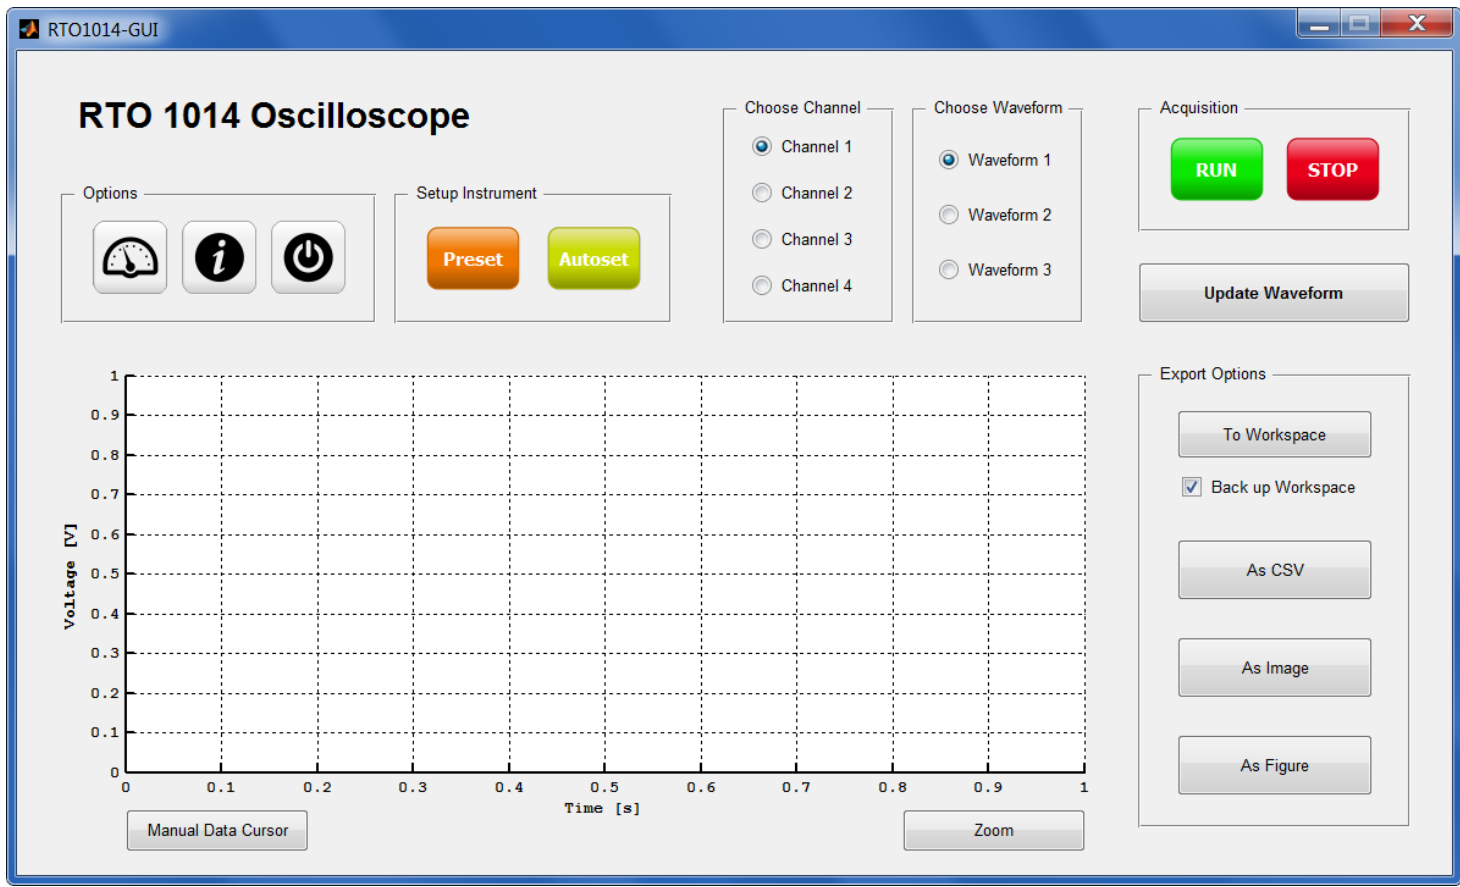 RTO1014-GUI
RTO 1014 Oscilloscope
Options
Setup Instrument
Preset
Autoset
Choose Channel
Channel 1
Channel 2
Channel 3
Channel 4
Choose Waveform
Waveform 1
Waveform 2
Waveform 3
Acquisition
RUN
STOP
Update Waveform
Voltage [V]
1
0.9
0.8
0.7
0.6
0.5
0.4
0.3
0.2
0.1
0
0 0.1 0.2 0.3 0.4 0.5 0.6 0.7 0.8 0.9 1
Time [s]
Manual Data Cursor
Zoom
Export Options
To Workspace
Back up Workspace
As CSV
As Image
As Figure